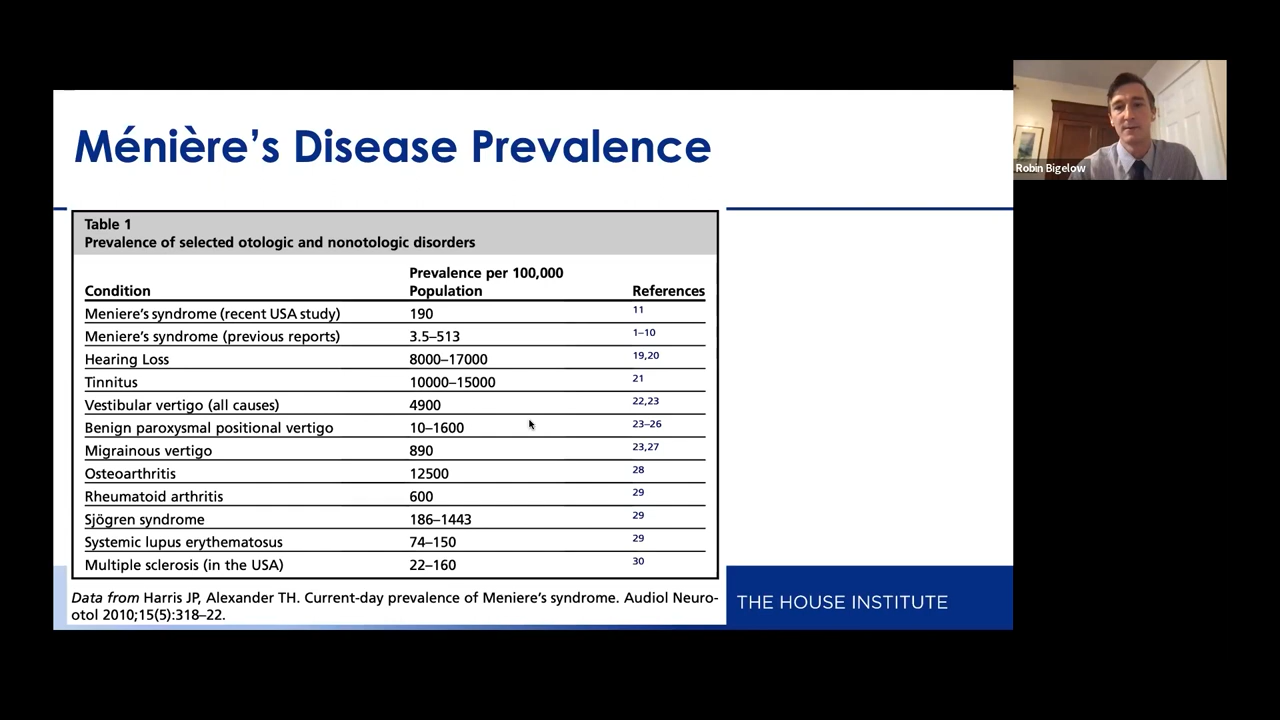 Ménière's Disease Prevalence
Robin Bigelow
Table 1
Prevalence of selected otologic and nonotologic disorders
Condition Prevalence per 100,000 Population References
Meniere's syndrome (recent USA study) 190 11
Meniere's syndrome (previous reports) 3.5–513 1–10
Hearing Loss 8000–17000 19,20
Tinnitus 10000–15000 21
Vestibular vertigo (all causes) 4900 22,23
Benign paroxysmal positional vertigo 10–1600 23–26
Migrainous vertigo 890 23,27
Osteoarthritis 12500 28
Rheumatoid arthritis 600 29
Sjögren syndrome 186–1443 29
Systemic lupus erythematosus 74–150 29
Multiple sclerosis (in the USA) 22–160 30
Data from Harris JP, Alexander TH. Current-day prevalence of Meniere's syndrome. Audiol Neuro-
otol 2010;15(5):318–22.
THE HOUSE INSTITUTE